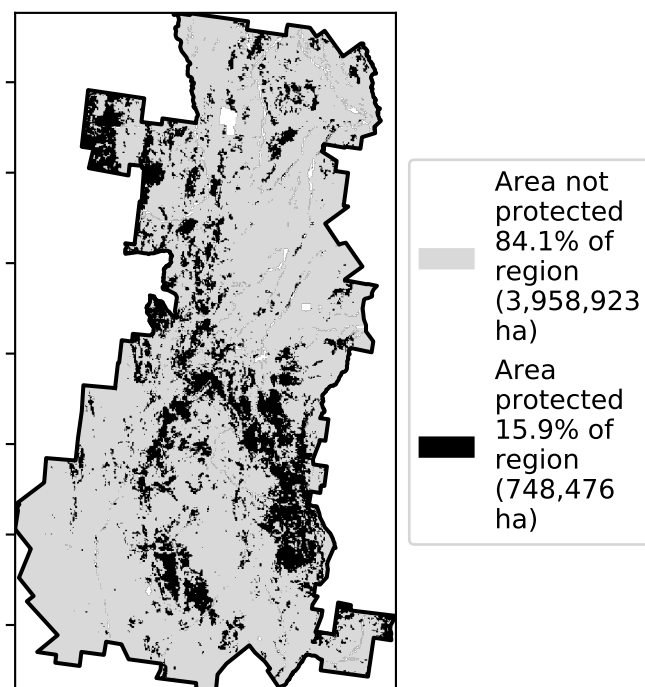 Area not
protected
84.1% of
region
(3,958,923
ha)
Area
protected
15.9% of
region
(748,476
ha)